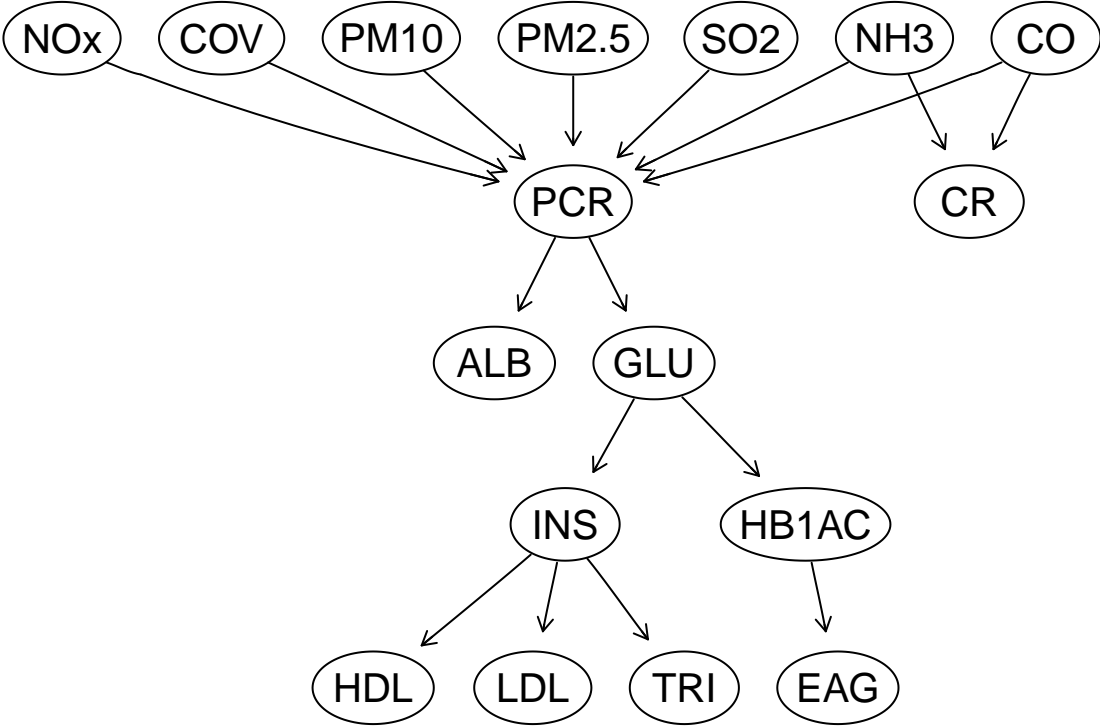 NOx COV PM10 PM2.5 SO2 NH3 CO
PCR CR
ALB GLU
INS HB1AC
HDL LDL TRI EAG